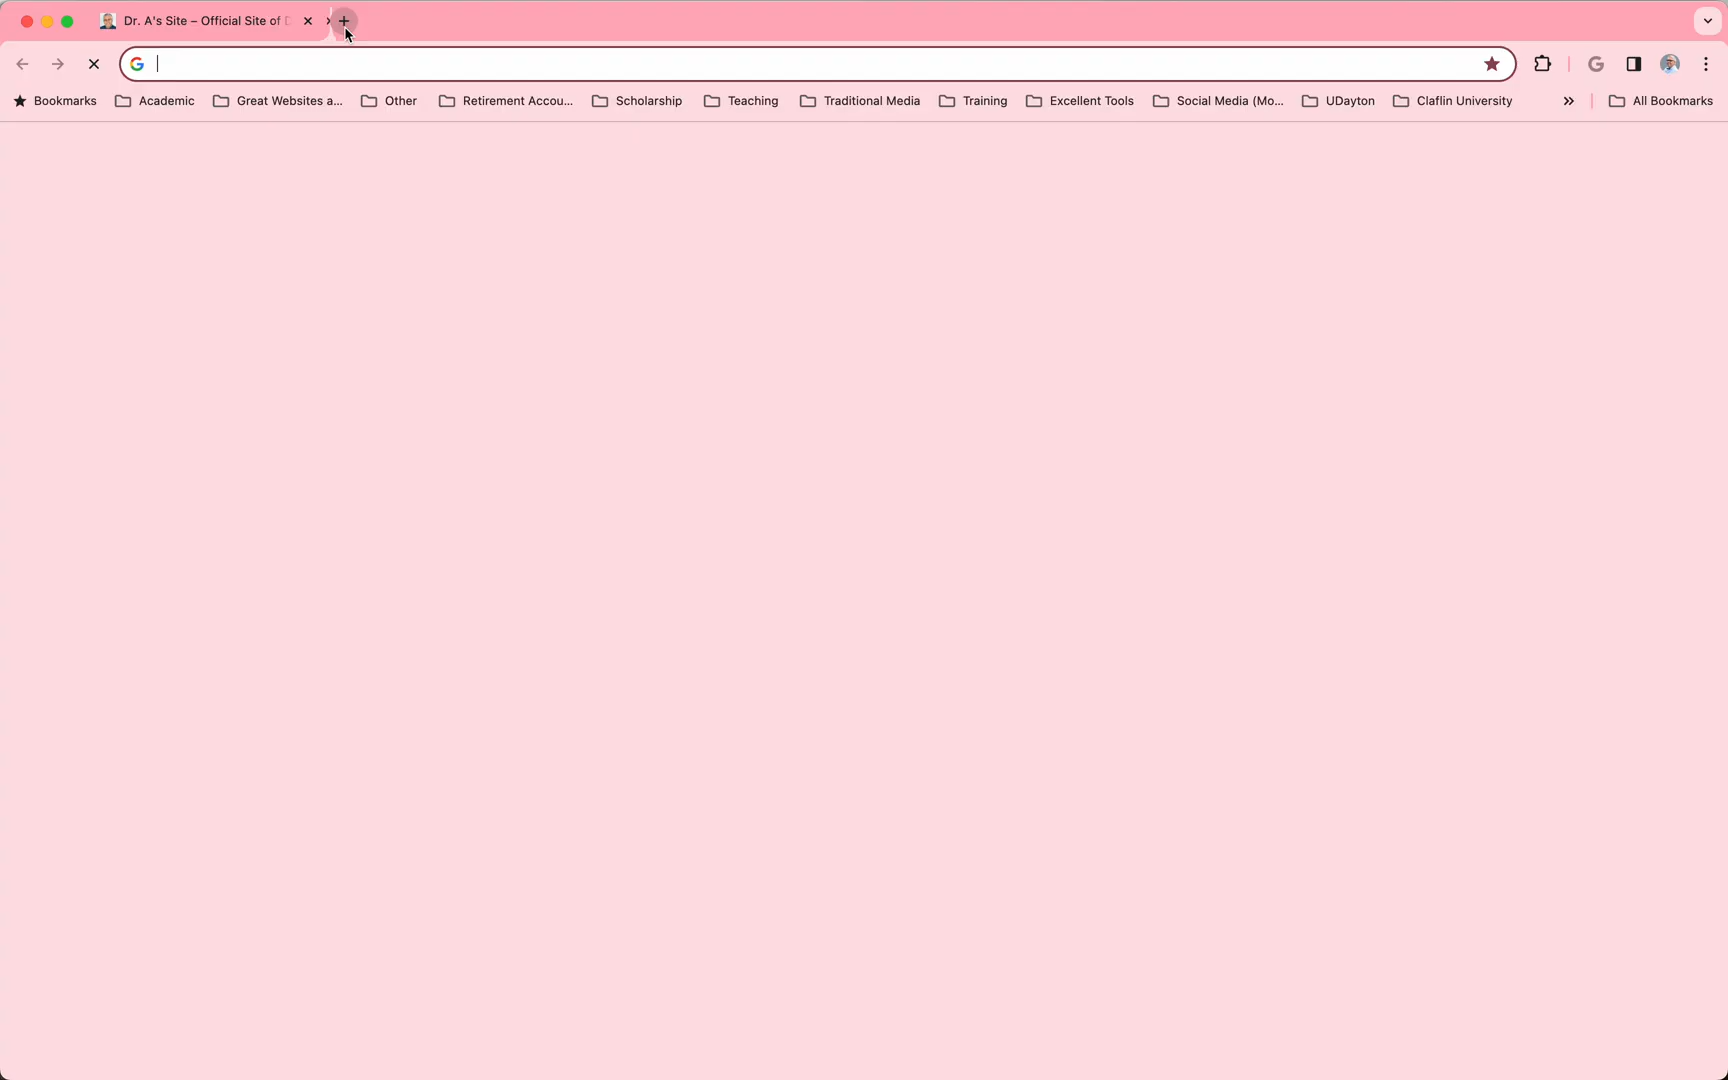 Dr. A's Site – Official Site of D
Bookmarks Academic Great Websites a... Other Retirement Accou... Scholarship Teaching Traditional Media Training Excellent Tools Social Media (Mo... UDayton Claflin University » All Bookmarks